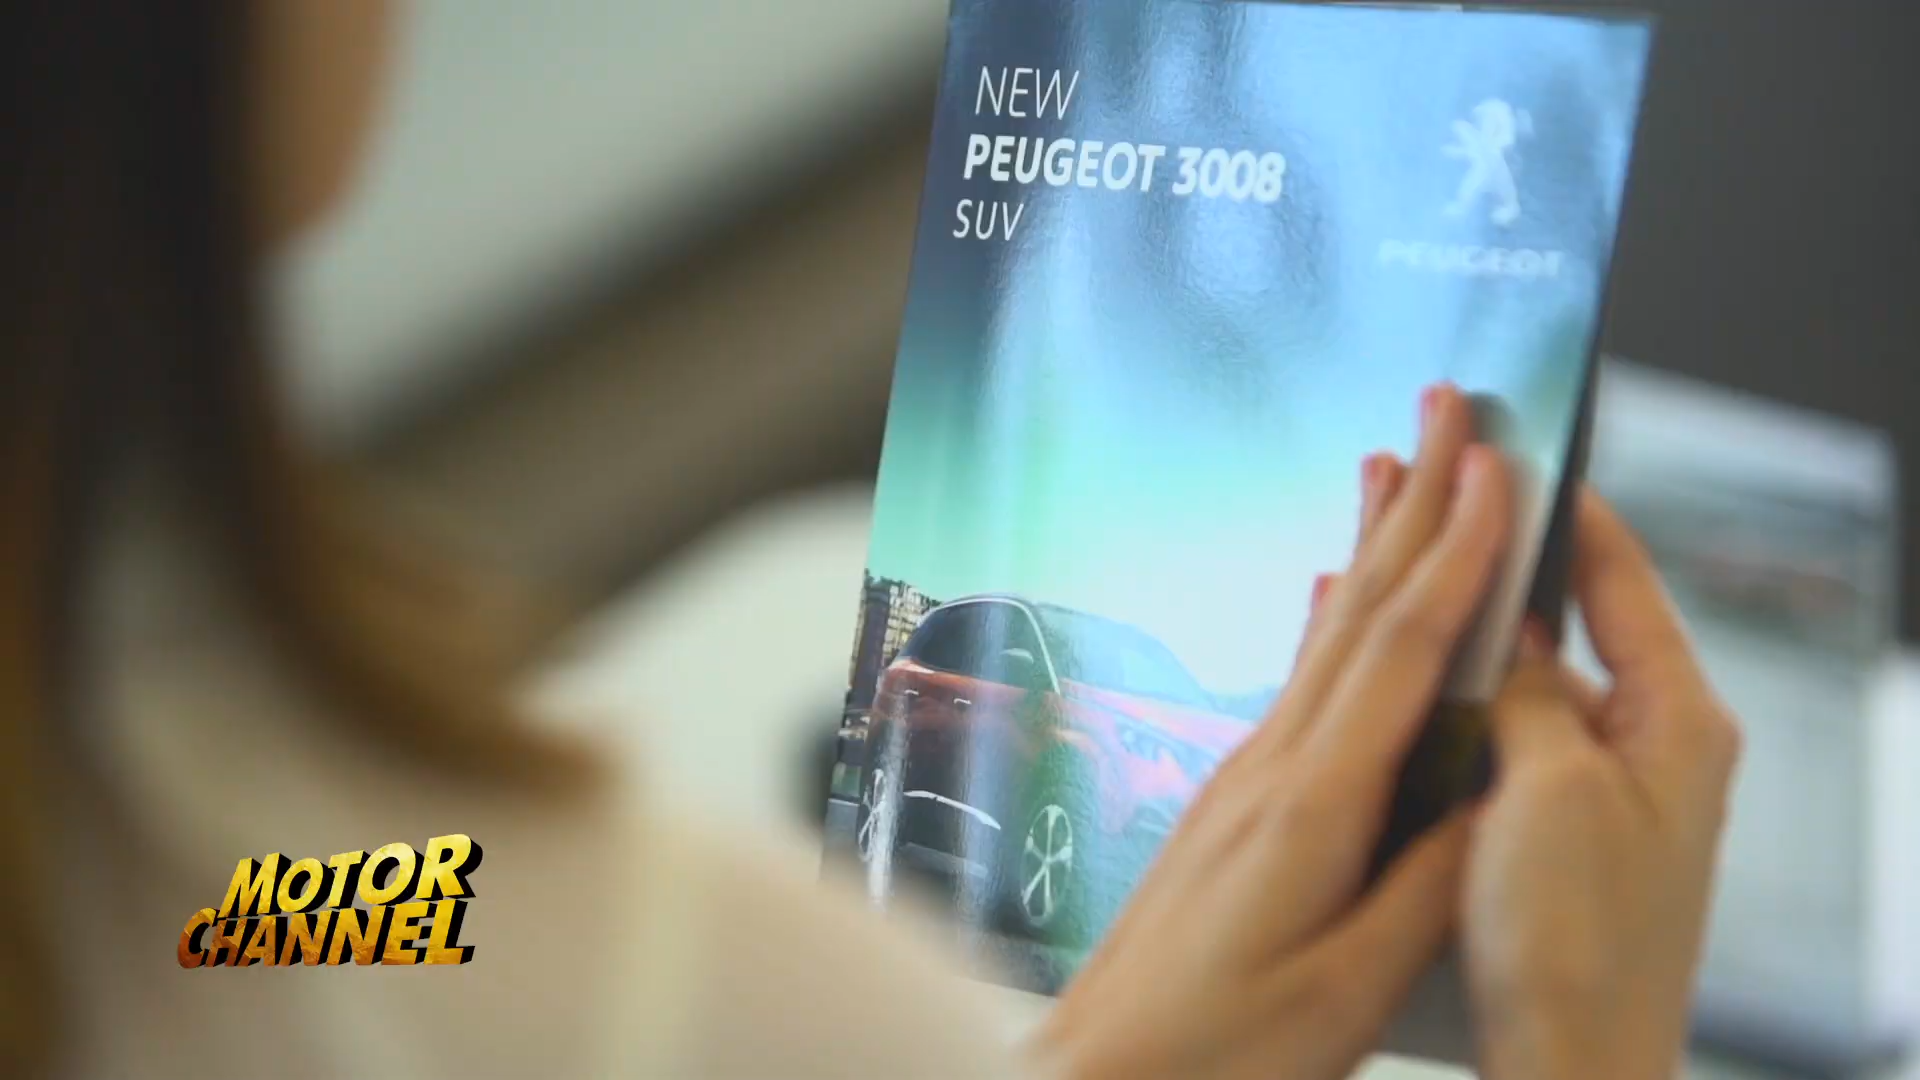 NEW
PEUGEOT 3008
SUV
PEUGEOT
MOTOR
CHANNEL